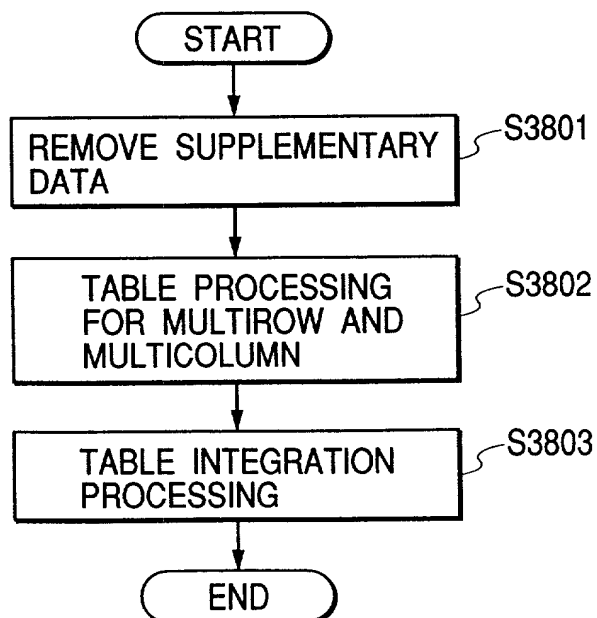 START
REMOVE SUPPLEMENTARY
DATA
S3801
TABLE PROCESSING
FOR MULTIROW AND
MULTICOLUMN
S3802
TABLE INTEGRATION
PROCESSING
S3803
END